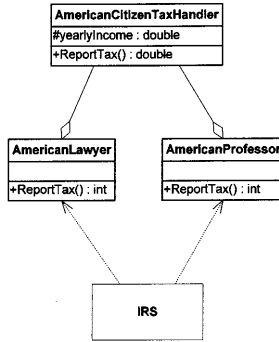 AmericanCitizenTaxHandler
#yearlyIncome : double
+ReportTax() : double
AmericanLawyer
+ReportTax() : int
AmericanProfessor
+ReportTax() : int
IRS